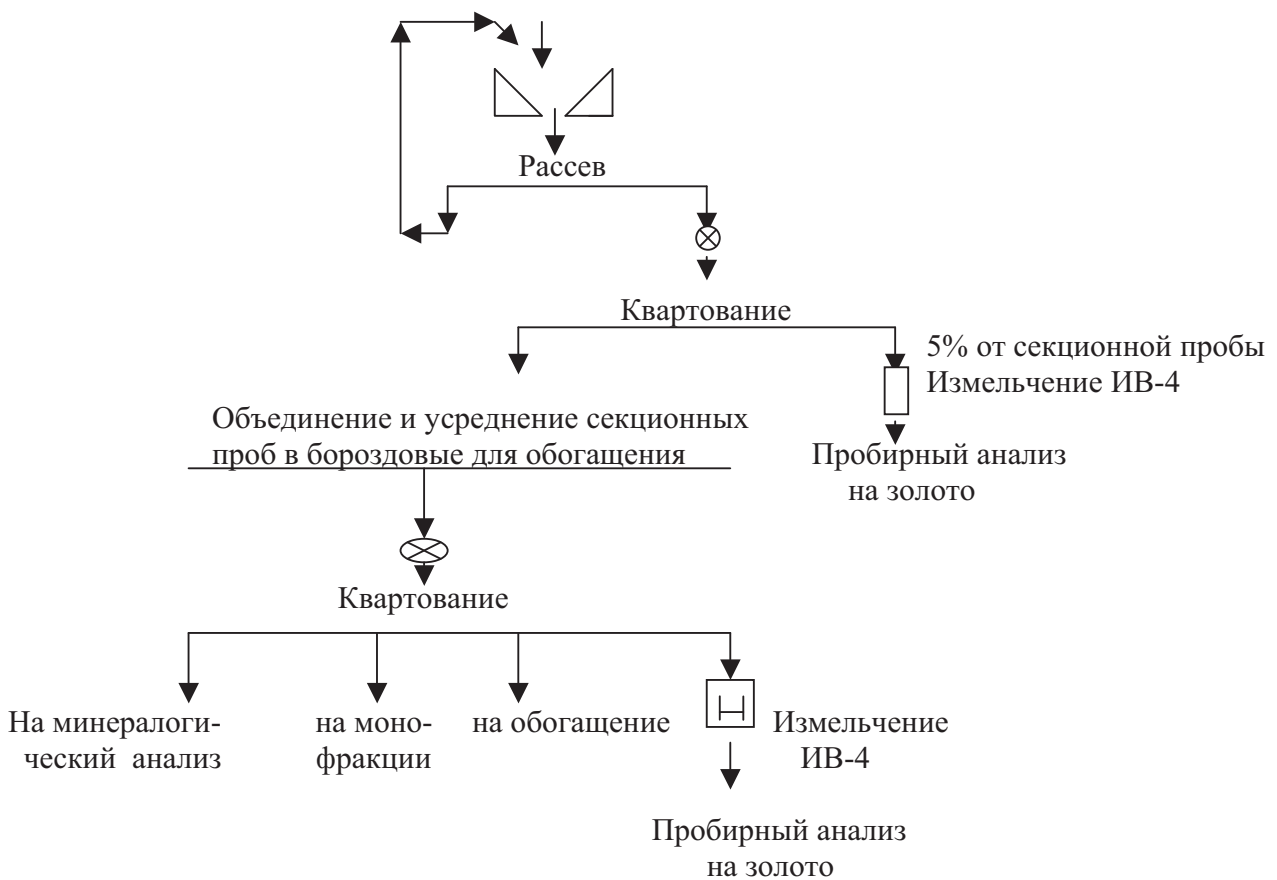 Рассев
Квартование
5% от секционной пробы
Измельчение ИВ-4
Объединение и усреднение секционных
проб в бороздовые для обогащения
Пробирный анализ
на золото
Квартование
На минералоги-
ческий анализ
на моно-
фракции
на обогащение
Измельчение
ИВ-4
Пробирный анализ
на золото